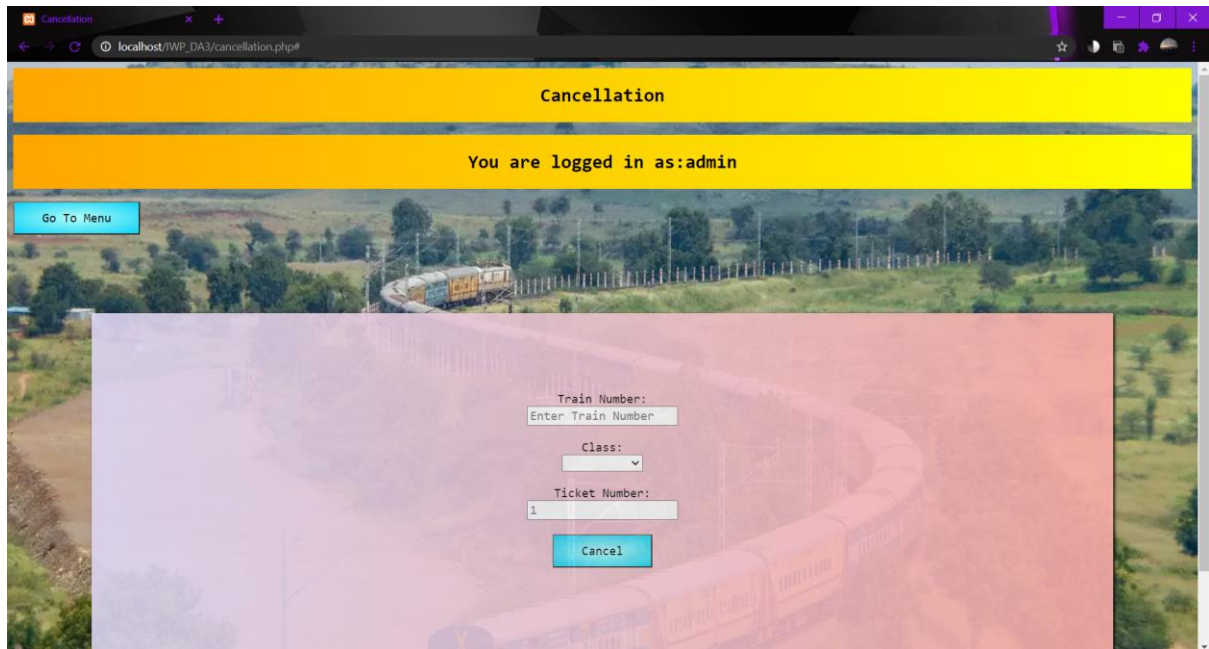 Cancellation
localhost/IWP_DA3/cancellation.php#
Cancellation
You are logged in as:admin
Go To Menu
Train Number:
Enter Train Number
Class:
Ticket Number:
1
Cancel